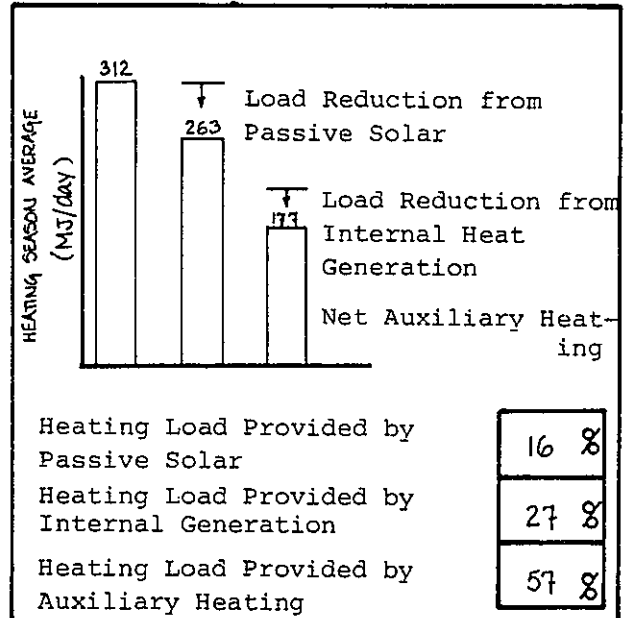 312
HEATING SEASON AVERAGE
(MJ/day)
Load Reduction from
263 Passive Solar
Load Reduction from
177 Internal Heat
Generation
Net Auxiliary Heat-
ing
Heating Load Provided by
Passive Solar
16 %
Heating Load Provided by
Internal Generation
27 %
Heating Load Provided by
Auxiliary Heating
57 %